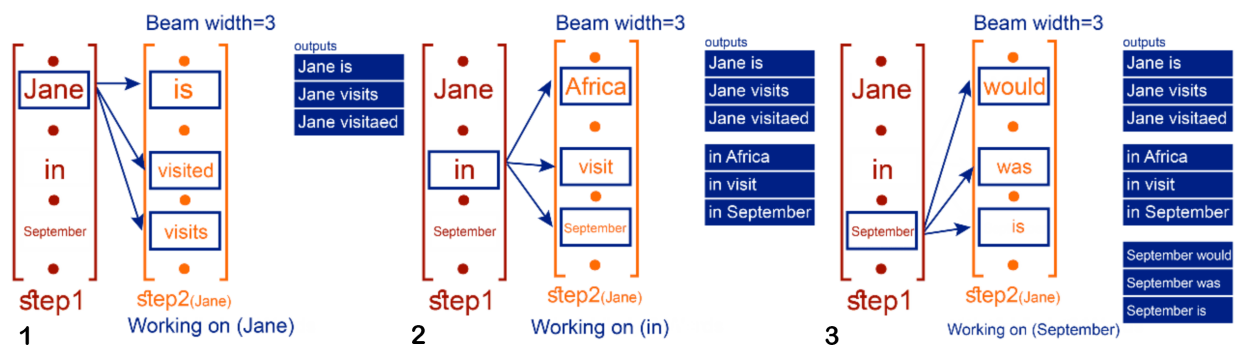 Beam width=3
outputs
Jane
in
September
step1
is
visited
visits
step2(Jane)
Jane is
Jane visits
Jane visitaed
1
Working on (Jane)
Beam width=3
outputs
Jane
in
September
step1
Africa
visit
September
step2(Jane)
Jane is
Jane visits
Jane visitaed
in Africa
in visit
in September
2
Working on (in)
Beam width=3
outputs
Jane
in
September
step1
would
was
is
step2(Jane)
Jane is
Jane visits
Jane visitaed
in Africa
in visit
in September
September would
September was
September is
3
Working on (September)